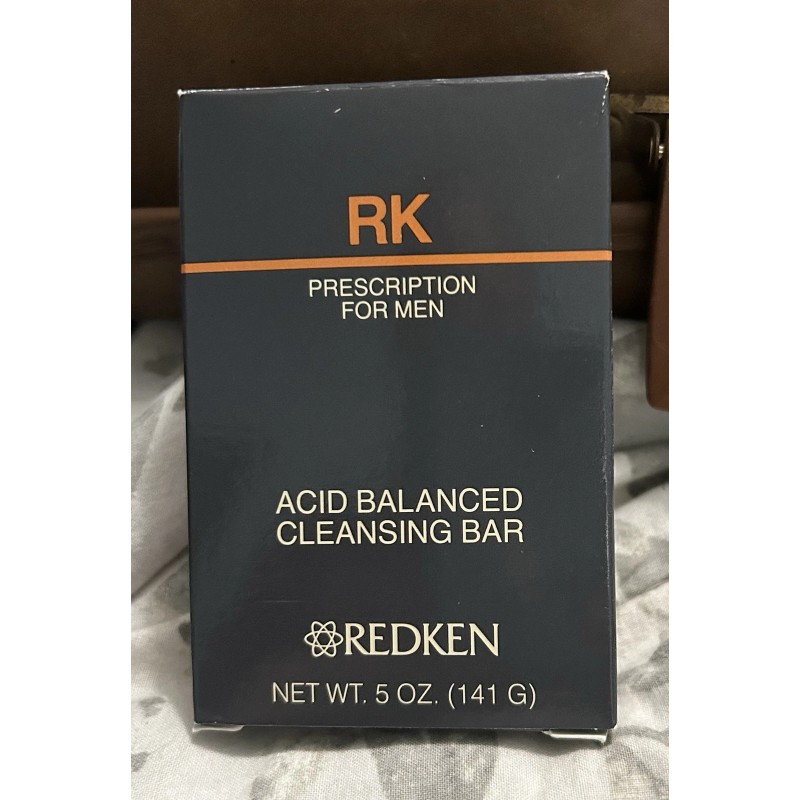 RK
PRESCRIPTION
FOR MEN
ACID BALANCED
CLEANSING BAR
REDKEN
NET WT. 5 OZ. (141 G)